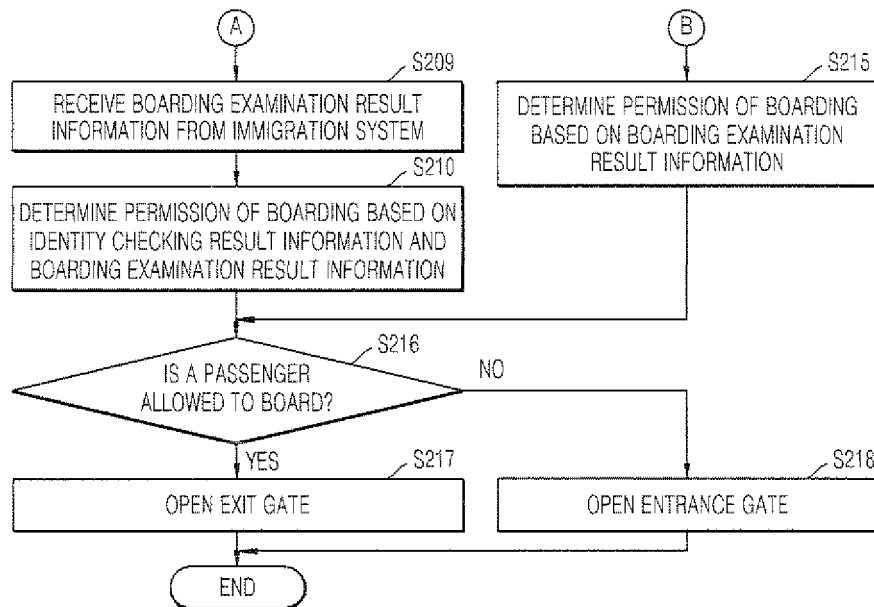 A
B
S209
RECEIVE BOARDING EXAMINATION RESULT
INFORMATION FROM IMMIGRATION SYSTEM
S215
DETERMINE PERMISSION OF BOARDING
BASED ON BOARDING EXAMINATION
RESULT INFORMATION
S210
DETERMINE PERMISSION OF BOARDING BASED ON
IDENTITY CHECKING RESULT INFORMATION AND
BOARDING EXAMINATION RESULT INFORMATION
S216
IS A PASSENGER
ALLOWED TO BOARD?
NO
YES
S217
OPEN EXIT GATE
S218
OPEN ENTRANCE GATE
END